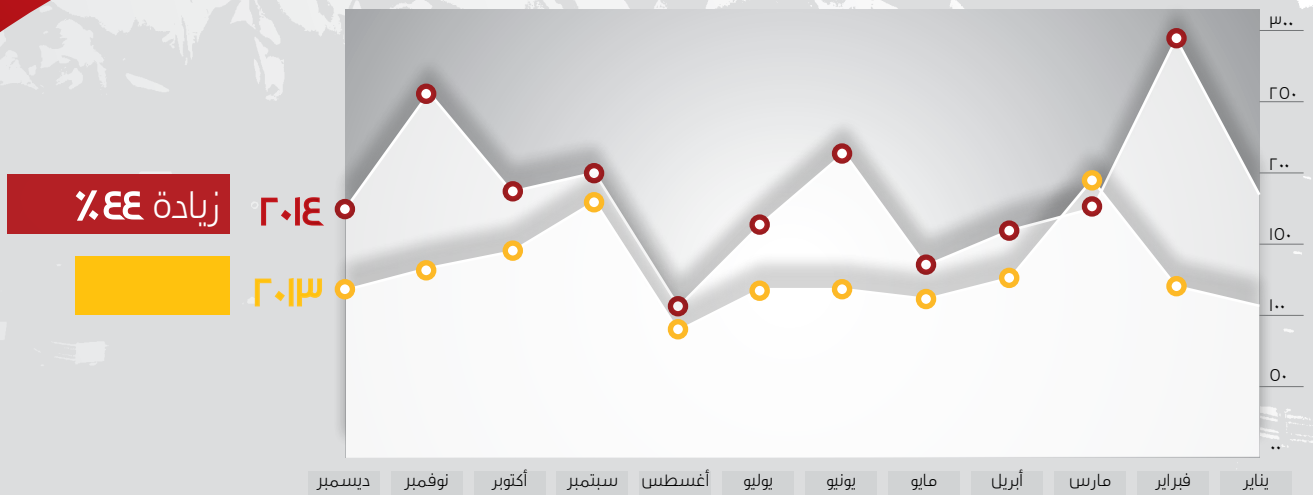 ٣٠٠
٢٥٠
٢٠٠
١٥٠
١٠٠
٥٠
٠٠
٢٠١٤
زيادة ٤٤٪
٢٠١٣
يناير
فبراير
مارس
أبريل
مايو
يونيو
يوليو
أغسطس
سبتمبر
أكتوبر
نوفمبر
ديسمبر